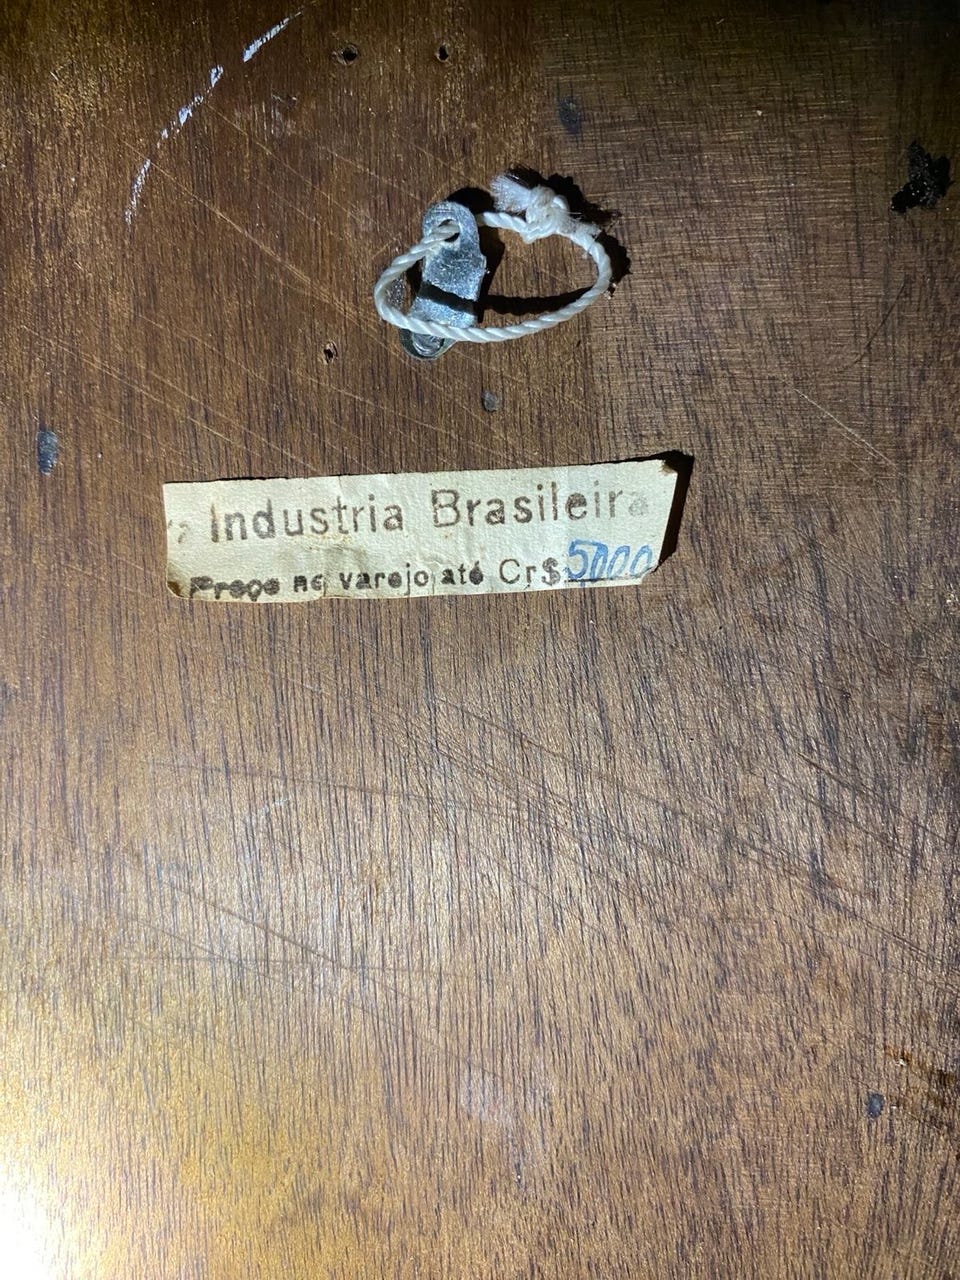 Industria Brasileira
Preço no varejo até Cr$ 5000